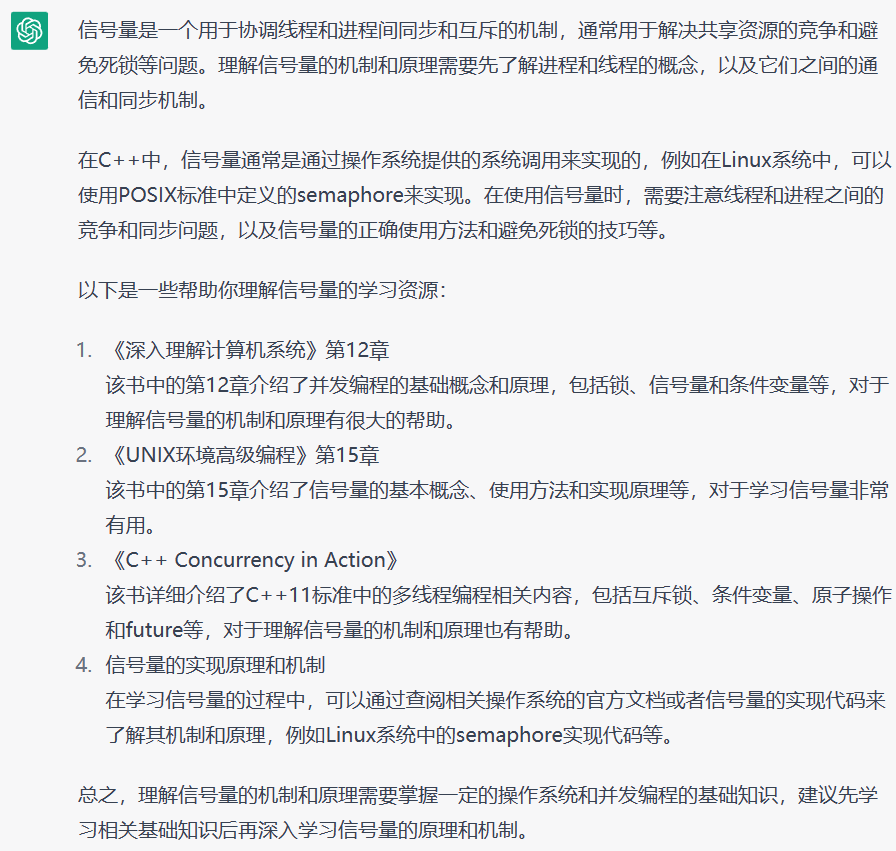 信号量是一个用于协调线程和进程间同步和互斥的机制，通常用于解决共享资源的竞争和避
免死锁等问题。理解信号量的机制和原理需要先了解进程和线程的概念，以及它们之间的通
信和同步机制。
在C++中，信号量通常是通过操作系统提供的系统调用来实现的，例如在Linux系统中，可以
使用POSIX标准中定义的semaphore来实现。在使用信号量时，需要注意线程和进程之间的
竞争和同步问题，以及信号量的正确使用方法和避免死锁的技巧等。
以下是一些帮助你理解信号量的学习资源：
1. 《深入理解计算机系统》第12章
该书中的第12章介绍了并发编程的基础概念和原理，包括锁、信号量和条件变量等，对于
理解信号量的机制和原理有很大的帮助。
2. 《UNIX环境高级编程》第15章
该书中的第15章介绍了信号量的基本概念、使用方法和实现原理等，对于学习信号量非常
有用。
3. 《C++ Concurrency in Action》
该书详细介绍了C++11标准中的多线程编程相关内容，包括互斥锁、条件变量、原子操作
和future等，对于理解信号量的机制和原理也有帮助。
4. 信号量的实现原理和机制
在学习信号量的过程中，可以通过查阅相关操作系统的官方文档或者信号量的实现代码来
了解其机制和原理，例如Linux系统中的semaphore实现代码等。
总之，理解信号量的机制和原理需要掌握一定的操作系统和并发编程的基础知识，建议先学
习相关基础知识后再深入学习信号量的原理和机制。